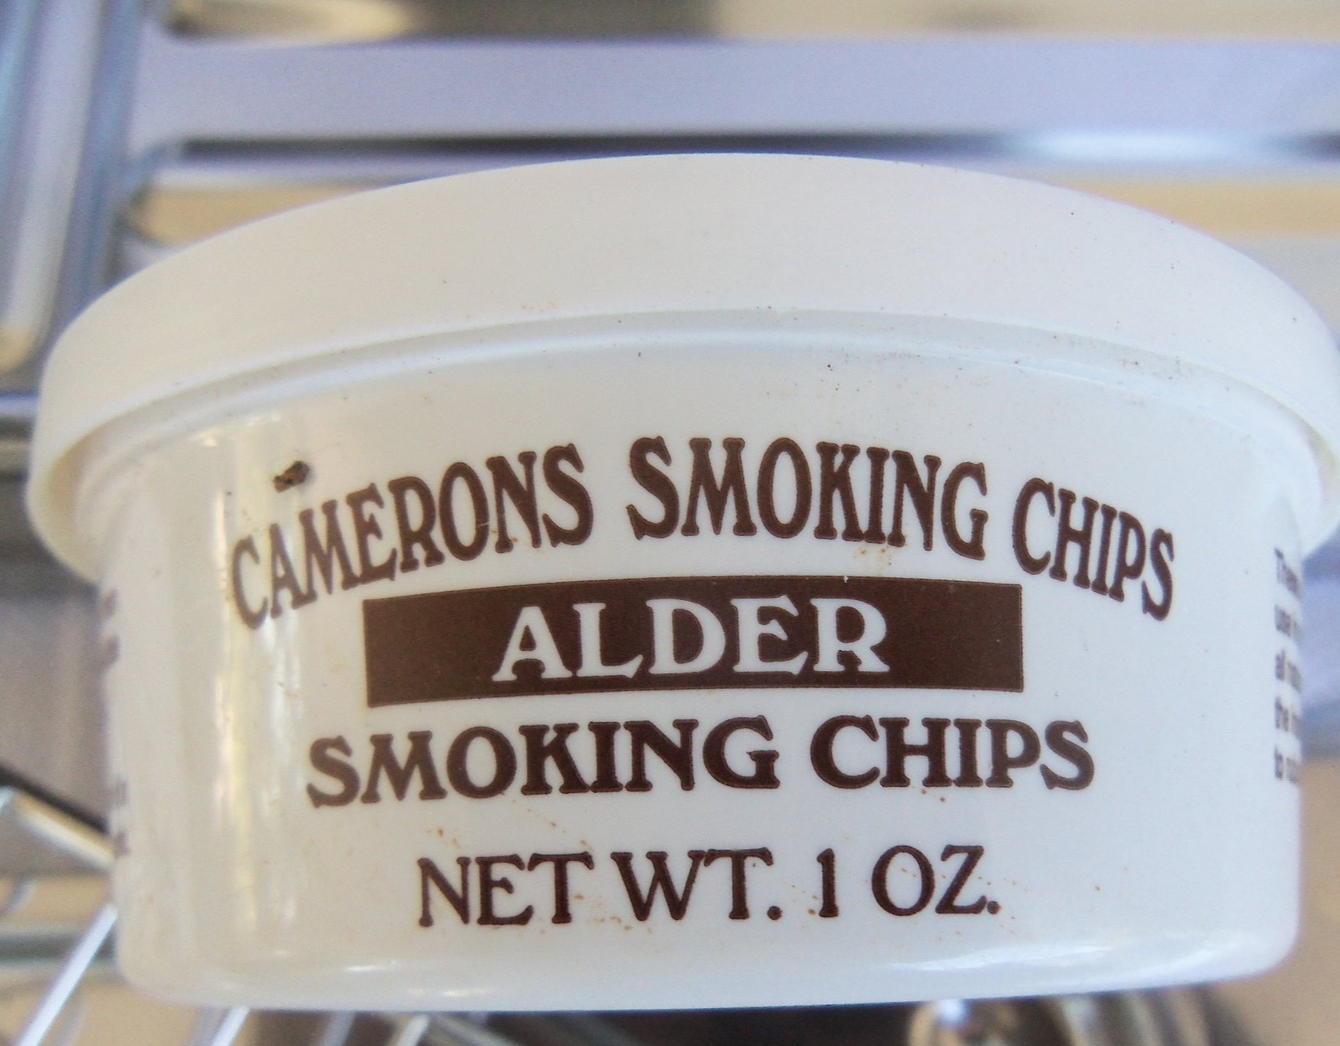 CAMERONS SMOKING CHIPS
ALDER
SMOKING CHIPS
NET WT. 1 OZ.